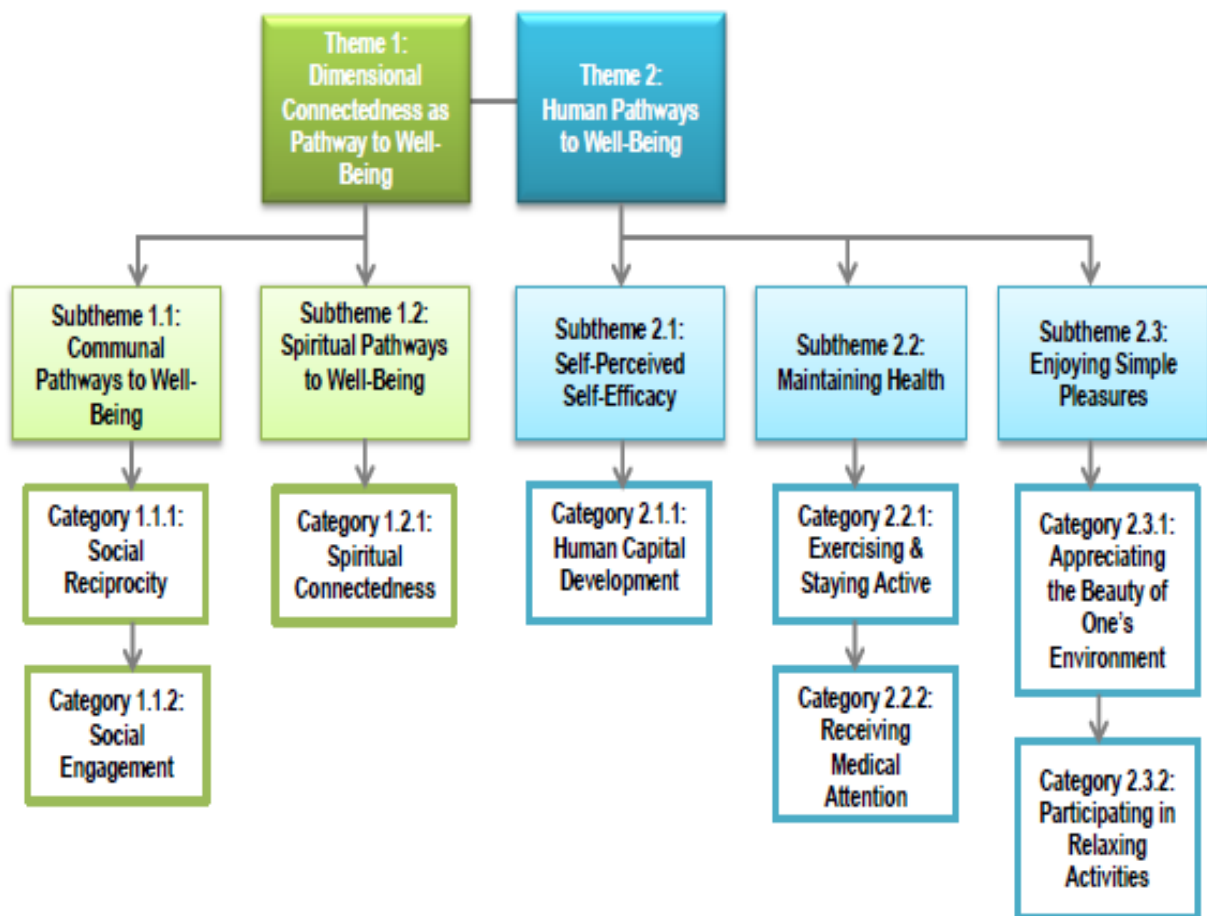 Theme 1:
Dimensional
Connectedness as
Pathway to Well-
Being
Theme 2:
Human Pathways
to Well-Being
Subtheme 1.1:
Communal
Pathways to Well-
Being
Subtheme 1.2:
Spiritual Pathways
to Well-Being
Subtheme 2.1:
Self-Perceived
Self-Efficacy
Subtheme 2.2:
Maintaining Health
Subtheme 2.3:
Enjoying Simple
Pleasures
Category 1.1.1:
Social
Reciprocity
Category 1.2.1:
Spiritual
Connectedness
Category 2.1.1:
Human Capital
Development
Category 2.2.1:
Exercising &
Staying Active
Category 2.3.1:
Appreciating
the Beauty of
One's
Environment
Category 1.1.2:
Social
Engagement
Category 2.2.2:
Receiving
Medical
Attention
Category 2.3.2:
Participating in
Relaxing
Activities